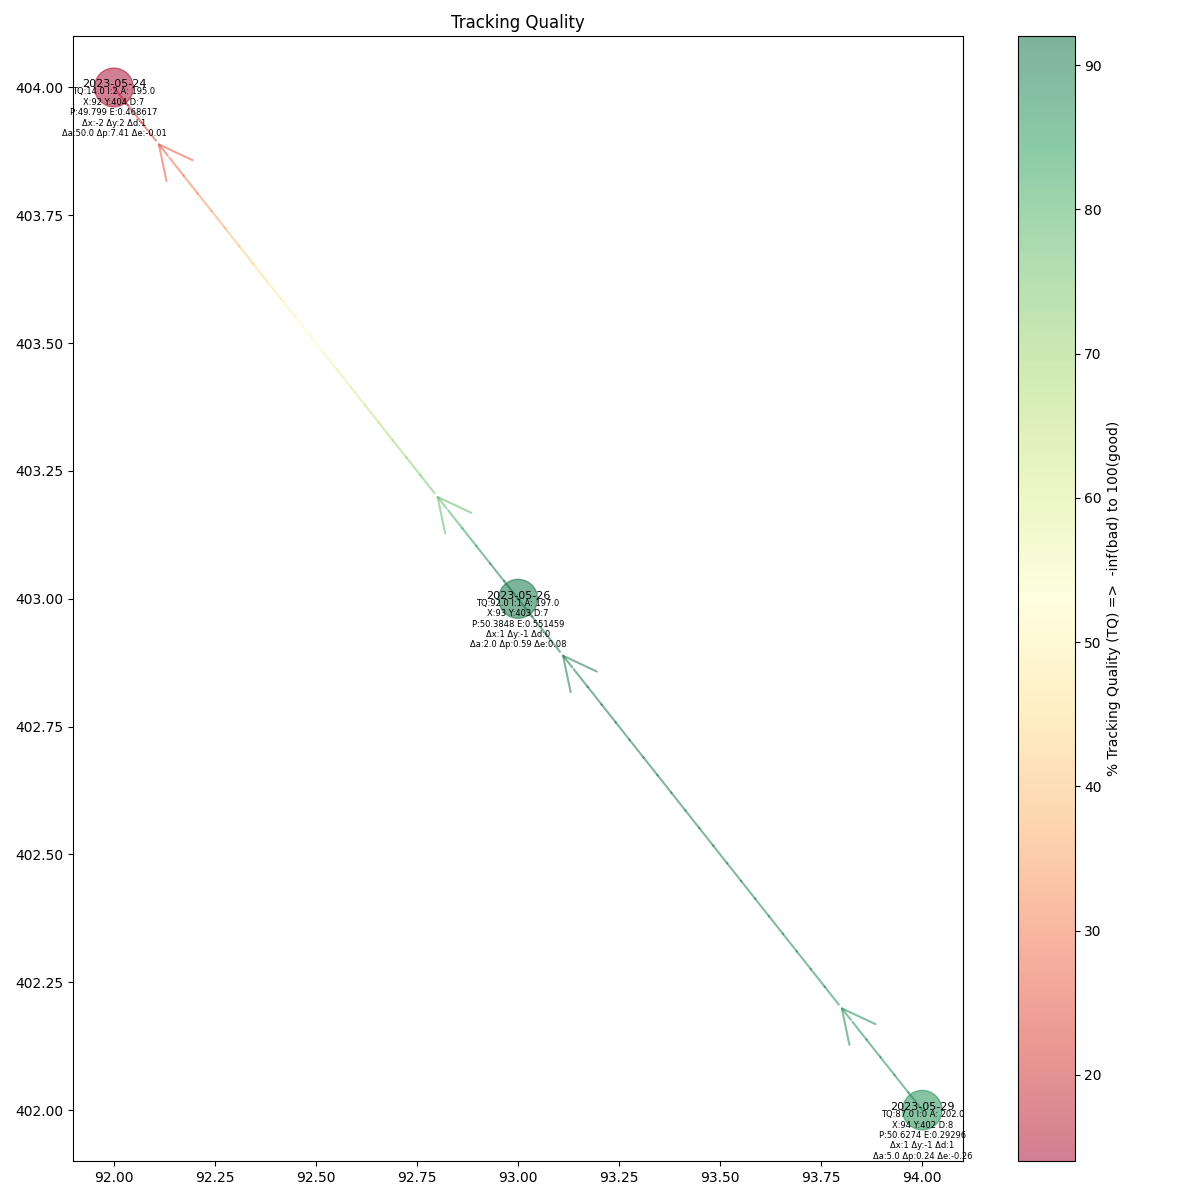 Tracking Quality
404.00
403.75
403.50
403.25
403.00
402.75
402.50
402.25
402.00
2023-05-24
TQ:14.0 I:2 A: 195.0
X:92 Y:404 D:7
P:49.799 E:0.468617
Δx:-2 Δy:2 Δd:1
Δa:50.0 Δp:7.41 Δe:-0.01
2023-05-26
TQ:92.0 I:1 A: 197.0
X:93 Y:403 D:7
P:50.3848 E:0.551459
Δx:1 Δy:-1 Δd:0
Δa:2.0 Δp:0.59 Δe:0.08
2023-05-29
TQ:87.0 I:0 A: 202.0
X:94 Y:402 D:8
P:50.6274 E:0.29296
Δx:1 Δy:-1 Δd:1
Δa:5.0 Δp:0.24 Δe:-0.26
92.00 92.25 92.50 92.75 93.00 93.25 93.50 93.75 94.00
90
80
70
60
50
40
30
20
% Tracking Quality (TQ) => -inf(bad) to 100(good)